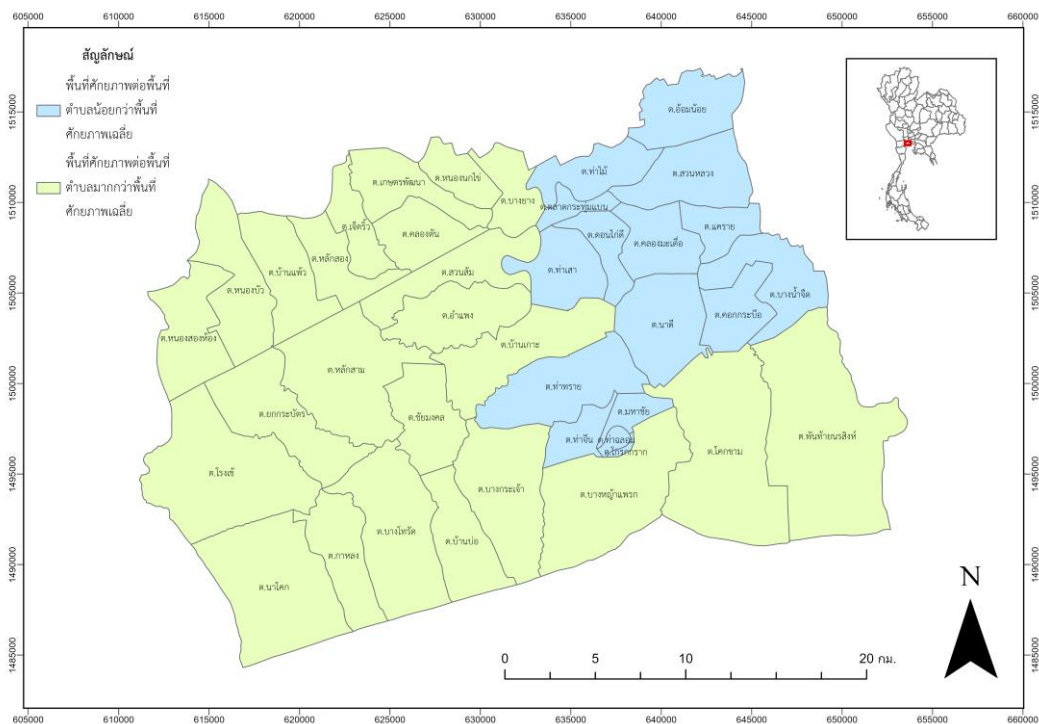 605000 610000 615000 620000 625000 630000 635000 640000 645000 650000 655000 660000
สัญลักษณ์
พื้นที่ศักยภาพต่อพื้นที่
ตำบลน้อยกว่าพื้นที่
ศักยภาพเฉลี่ย
พื้นที่ศักยภาพต่อพื้นที่
ตำบลมากกว่าพื้นที่
ศักยภาพเฉลี่ย
1515000
1515000
1510000
1510000
1505000
1505000
1500000
1500000
1495000
1495000
1490000
1490000
1485000
1485000
ต.อ้อมน้อย
ต.ท่าไม้
ต.สวนหลวง
ต.หนองนกไข่
ต.เกษตรพัฒนา
ต.บางยาง
ต.ตลาดกระทุ่มแบน
ต.เจ็ดริ้ว
ต.คลองตัน
ต.ดอนไก่ดี
ต.คลองมะเดื่อ
ต.แคราย
ต.หลักสอง
ต.บ้านแพ้ว
ต.สวนส้ม
ต.ท่าเสา
ต.บางน้ำจืด
ต.หนองบัว
ต.อำแพง
ต.นาดี
ต.คอกกระบือ
ต.หนองสองห้อง
ต.บ้านเกาะ
ต.หลักสาม
ต.ท่าทราย
ต.ยกกระบัตร
ต.ชัยมงคล
ต.มหาชัย
ต.ท่าจีน
ต.ท่าฉลอม
ต.โกรกกราก
ต.โคกขาม
ต.พันท้ายนรสิงห์
ต.โรงเข้
ต.บางกระเจ้า
ต.บางหญ้าแพรก
ต.บางโทรัด
ต.บ้านบ่อ
ต.กาหลง
ต.นาโคก
N
0 5 10 20 กม.
605000 610000 615000 620000 625000 630000 635000 640000 645000 650000 655000 660000